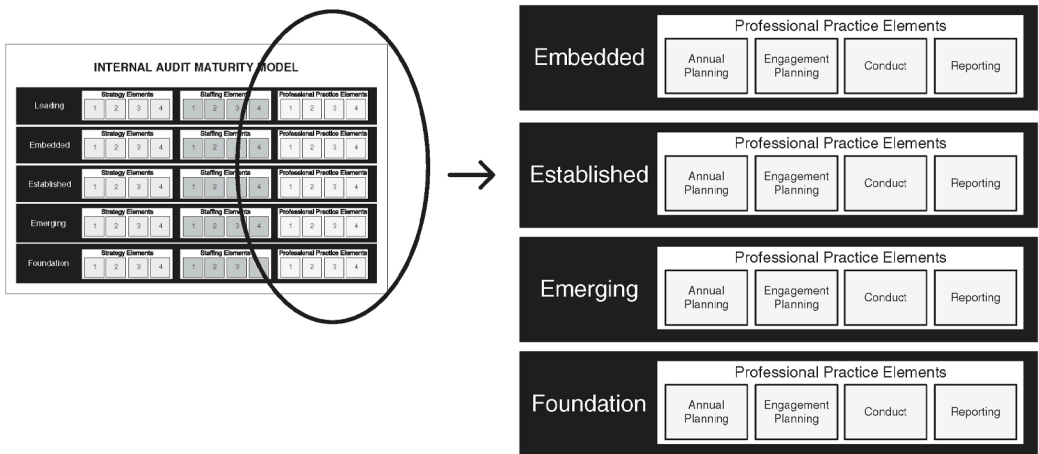 INTERNAL AUDIT MATURITY MODEL
Strategy Elements Staffing Elements Professional Practice Elements
Leading 1 2 3 4 1 2 3 4 1 2 3 4
Strategy Elements Staffing Elements Professional Practice Elements
Embedded 1 2 3 4 1 2 3 4 1 2 3 4
Strategy Elements Staffing Elements Professional Practice Elements
Established 1 2 3 4 1 2 3 4 1 2 3 4
Strategy Elements Staffing Elements Professional Practice Elements
Emerging 1 2 3 4 1 2 3 4 1 2 3 4
Strategy Elements Staffing Elements Professional Practice Elements
Foundation 1 2 3 4 1 2 3 1 2 3 4
Professional Practice Elements
Embedded
Annual Planning
Engagement Planning
Conduct
Reporting
Professional Practice Elements
Established
Annual Planning
Engagement Planning
Conduct
Reporting
Professional Practice Elements
Emerging
Annual Planning
Engagement Planning
Conduct
Reporting
Professional Practice Elements
Foundation
Annual Planning
Engagement Planning
Conduct
Reporting